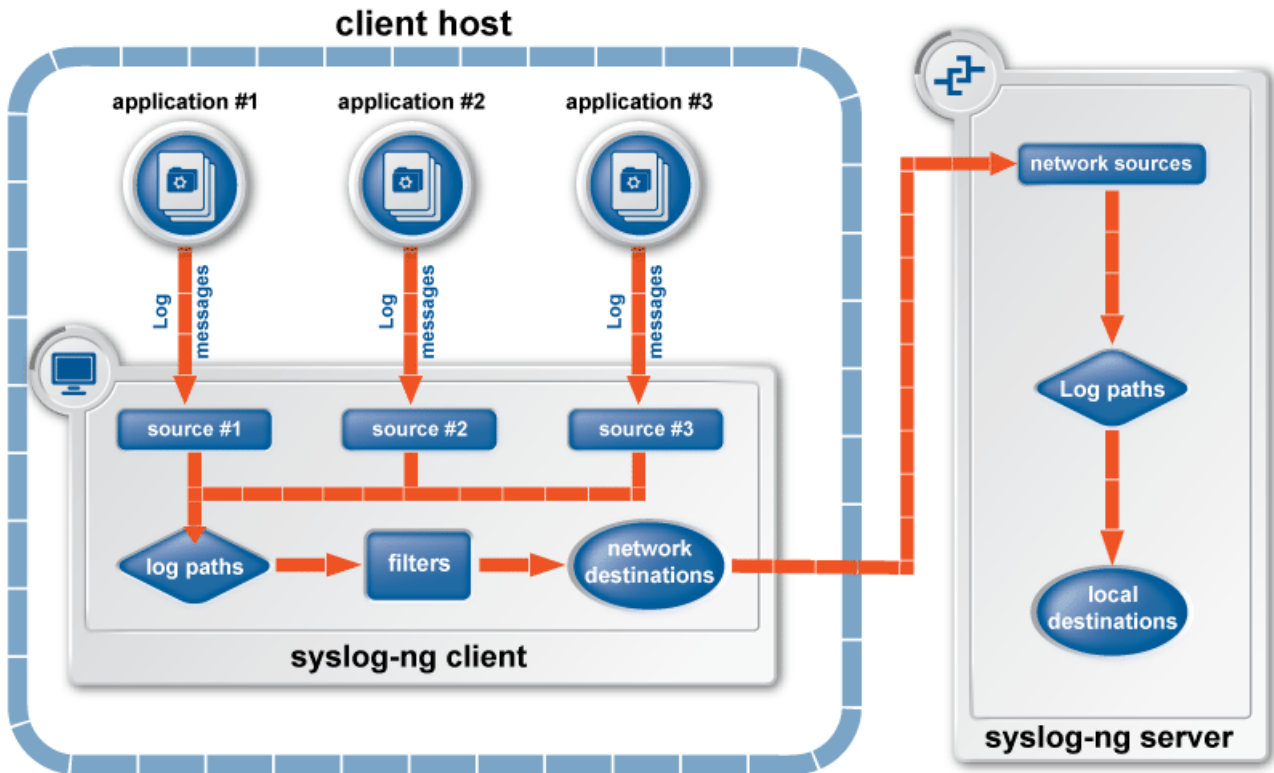 client host
application #1
application #2
application #3
Log
messages
Log
messages
Log
messages
source #1
source #2
source #3
log paths
filters
network
destinations
syslog-ng client
network sources
Log paths
local
destinations
syslog-ng server